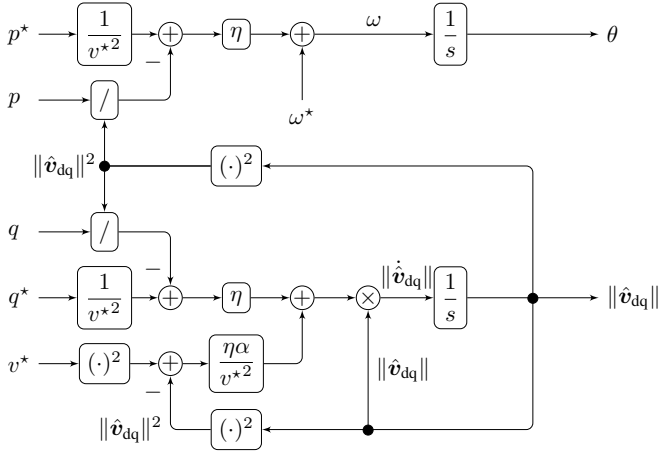 p⋆ 1/v⋆2 + − η + ω 1/s θ
p /
ω⋆
‖v̂dq‖² (·)²
q /
q⋆ 1/v⋆2 + − η + × ‖v̂̇dq‖ 1/s ‖v̂dq‖
v⋆ (·)² + − ηα/v⋆2 ‖v̂dq‖
‖v̂dq‖² (·)²